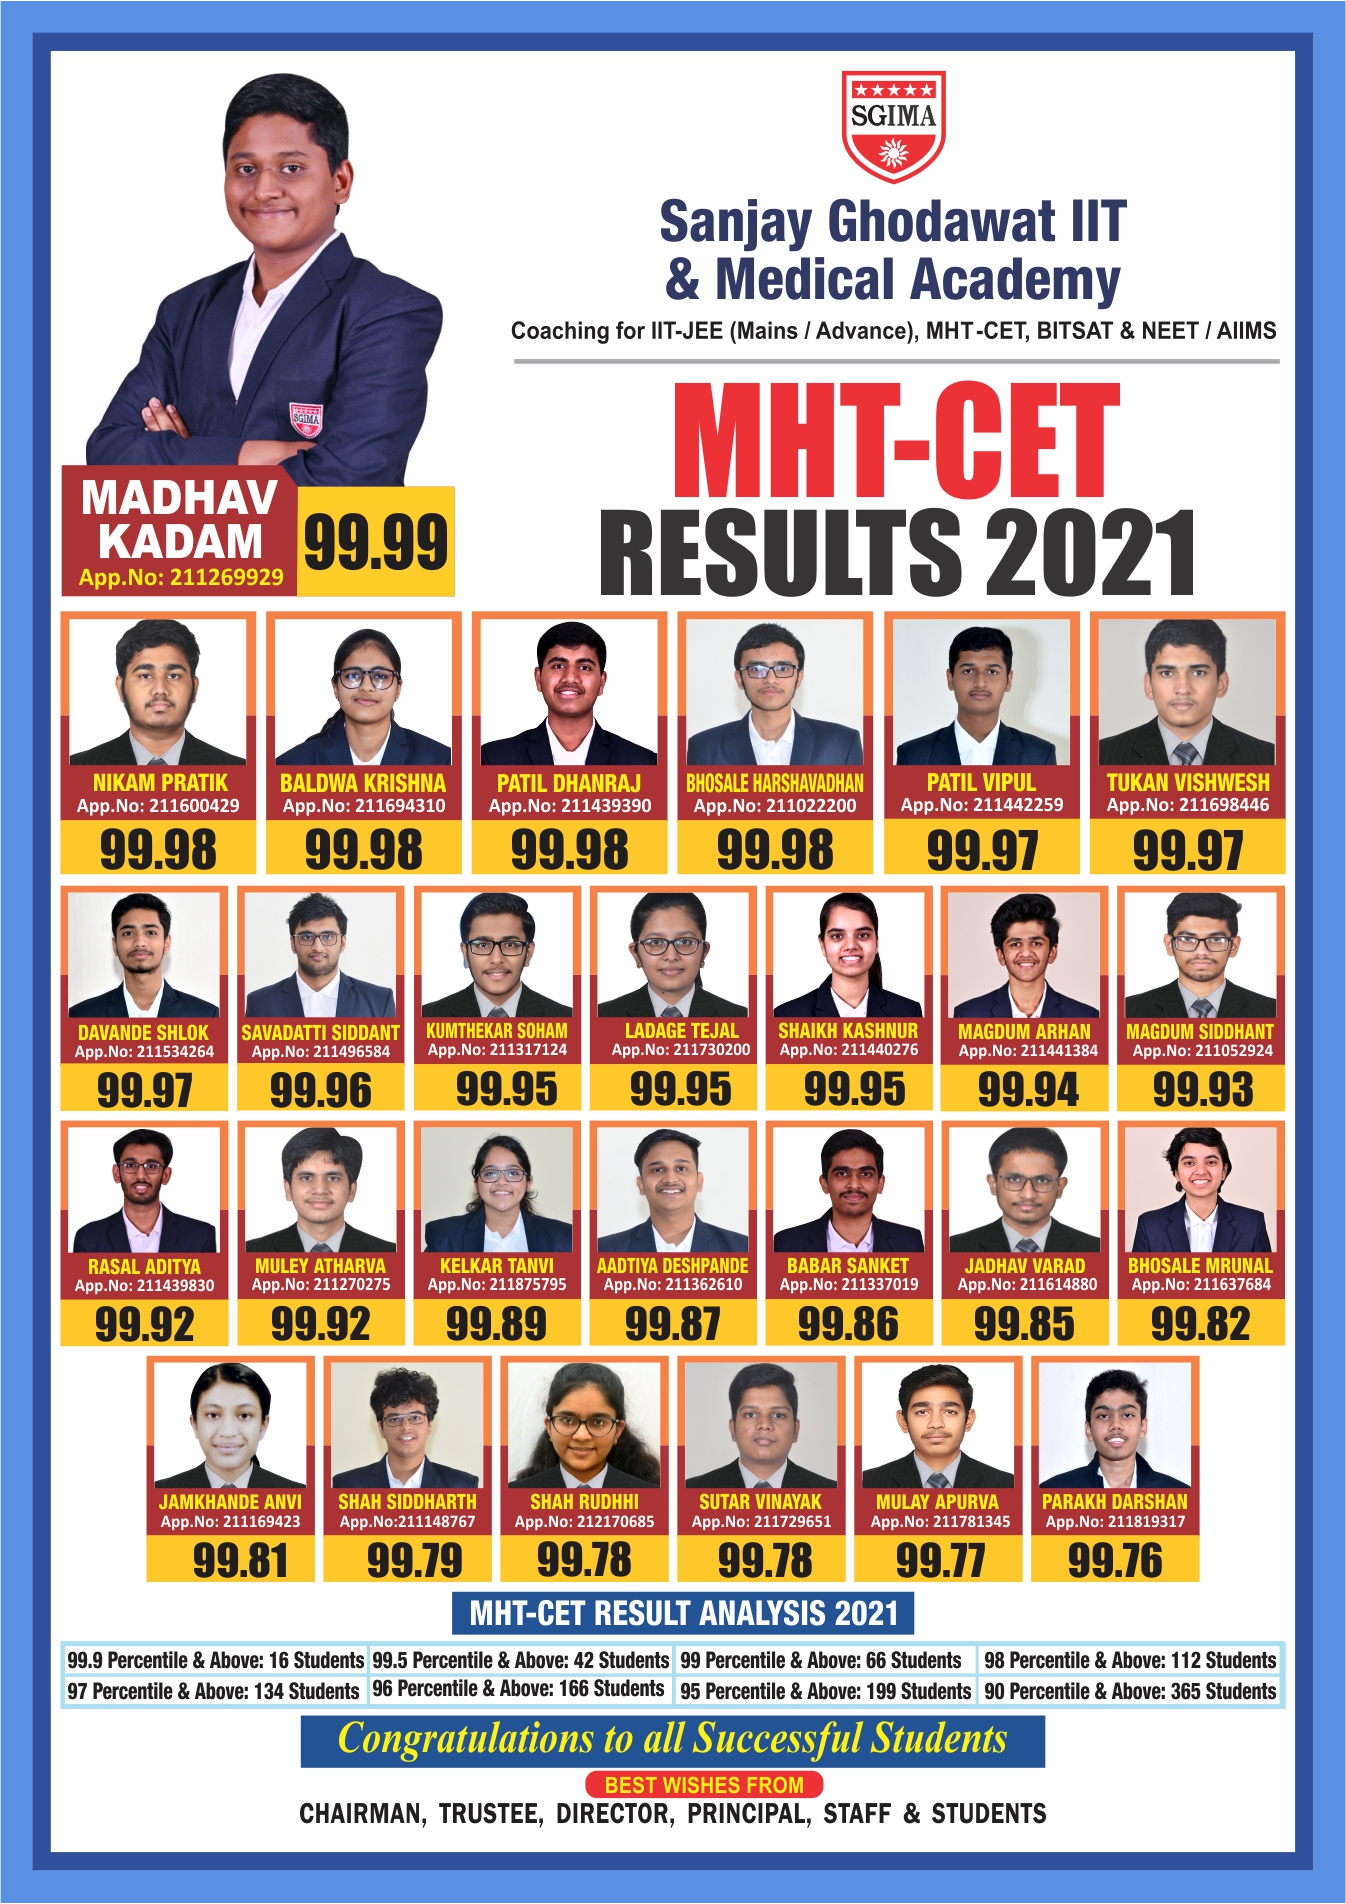 SGIMA
Sanjay Ghodawat IIT
& Medical Academy
Coaching for IIT-JEE (Mains / Advance), MHT-CET, BITSAT & NEET / AIIMS
MHT-CET
RESULTS 2021
SGIMA
MADHAV
KADAM
App.No: 211269929
99.99
NIKAM PRATIK
App.No: 211600429
99.98
BALDWA KRISHNA
App.No: 211694310
99.98
PATIL DHANRAJ
App.No: 211439390
99.98
BHOSALE HARSHAVADHAN
App.No: 211022200
99.98
PATIL VIPUL
App.No: 211442259
99.97
TUKAN VISHWESH
App.No: 211698446
99.97
DAVANDE SHLOK
App.No: 211534264
99.97
SAVADATTI SIDDANT
App.No: 211496584
99.96
KUMTHEKAR SOHAM
App.No: 211317124
99.95
LADAGE TEJAL
App.No: 211730200
99.95
SHAIKH KASHNUR
App.No: 211440276
99.95
MAGDUM ARHAN
App.No: 211441384
99.94
MAGDUM SIDDHANT
App.No: 211052924
99.93
RASAL ADITYA
App.No: 211439830
99.92
MULEY ATHARVA
App.No: 211270275
99.92
KELKAR TANVI
App.No: 211875795
99.89
AADTIYA DESHPANDE
App.No: 211362610
99.87
BABAR SANKET
App.No: 211337019
99.86
JADHAV VARAD
App.No: 211614880
99.85
BHOSALE MRUNAL
App.No: 211637684
99.82
JAMKHANDE ANVI
App.No: 211169423
99.81
SHAH SIDDHARTH
App.No:211148767
99.79
SHAH RUDHHI
App.No: 212170685
99.78
SUTAR VINAYAK
App.No: 211729651
99.78
MULAY APURVA
App.No: 211781345
99.77
PARAKH DARSHAN
App.No: 211819317
99.76
MHT-CET RESULT ANALYSIS 2021
99.9 Percentile & Above: 16 Students
99.5 Percentile & Above: 42 Students
99 Percentile & Above: 66 Students
98 Percentile & Above: 112 Students
97 Percentile & Above: 134 Students
96 Percentile & Above: 166 Students
95 Percentile & Above: 199 Students
90 Percentile & Above: 365 Students
Congratulations to all Successful Students
BEST WISHES FROM
CHAIRMAN, TRUSTEE, DIRECTOR, PRINCIPAL, STAFF & STUDENTS